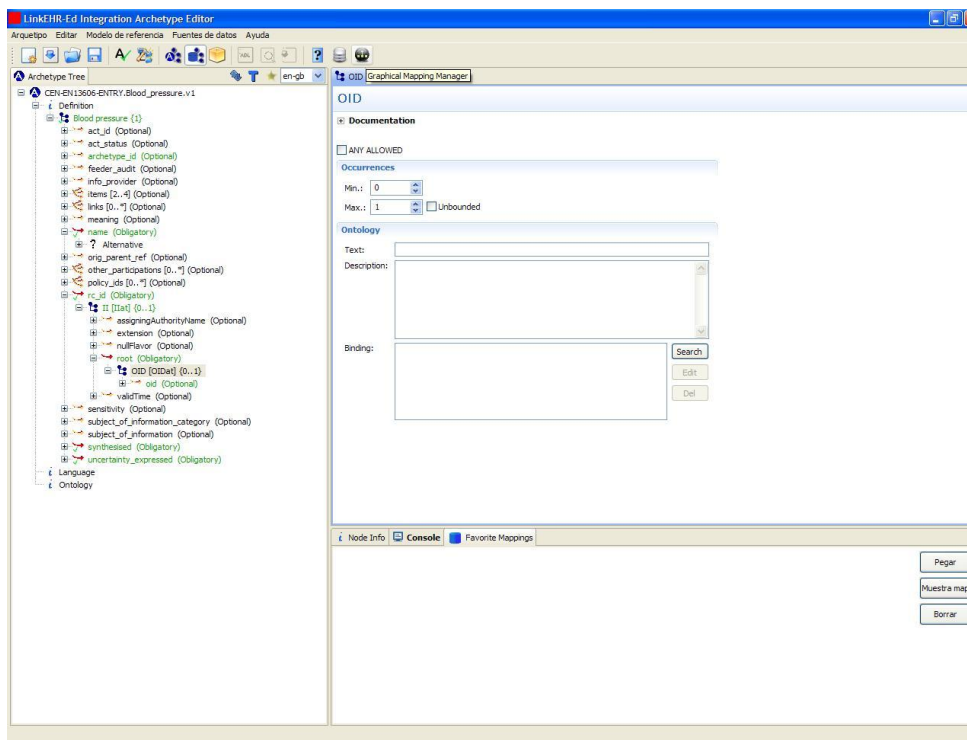 LinkEHR-Ed Integration Archetype Editor
Arquetipo Editar Modelo de referencia Fuentes de datos Ayuda
Archetype Tree
en-gb
OID
Graphical Mapping Manager
CEN-EN13606-ENTRY.Blood_pressure.v1
Definition
Blood pressure {1}
act_id (Optional)
act_status (Optional)
archetype_id (Optional)
feeder_audit (Optional)
info_provider (Optional)
items [2..4] (Optional)
links [0..*] (Optional)
meaning (Optional)
name (Obligatory)
? Alternative
orig_parent_ref (Optional)
other_participations [0..*] (Optional)
policy_ids [0..*] (Optional)
rc_id (Obligatory)
II [IIat] {0..1}
assigningAuthorityName (Optional)
extension (Optional)
nullFlavor (Optional)
root (Obligatory)
OID [OIDat] {0..1}
oid (Optional)
validTime (Optional)
sensitivity (Optional)
subject_of_information_category (Optional)
subject_of_information (Optional)
synthesised (Obligatory)
uncertainty_expressed (Obligatory)
Language
Ontology
OID
Documentation
ANY ALLOWED
Occurrences
Min.: 0
Max.: 1 Unbounded
Ontology
Text:
Description:
Binding:
Search
Edit
Del
Node Info Console Favorite Mappings
Pegar
Muestra map
Borrar